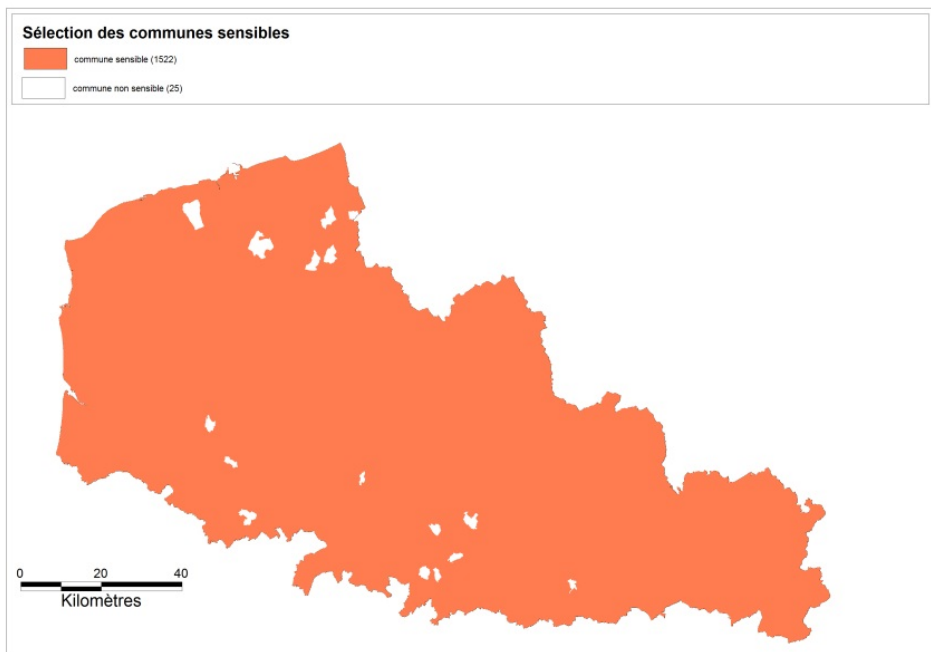 Sélection des communes sensibles
commune sensible (1522)
commune non sensible (25)
0 20 40
Kilomètres